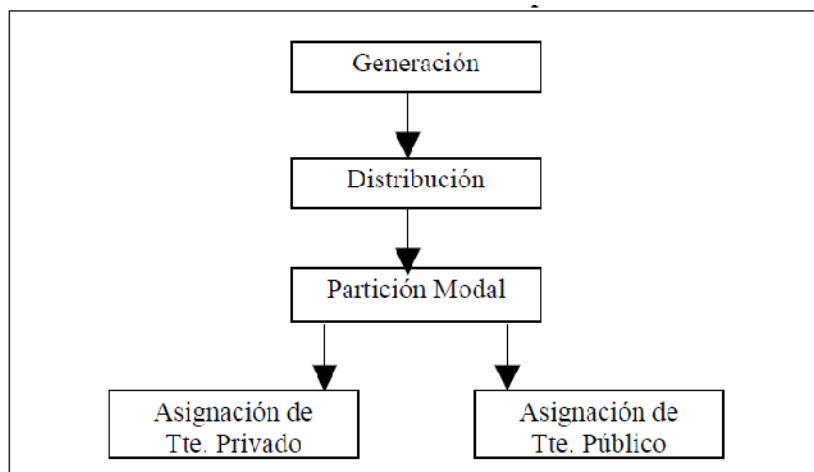 Generación
Distribución
Partición Modal
Asignación de
Tte. Privado
Asignación de
Tte. Público